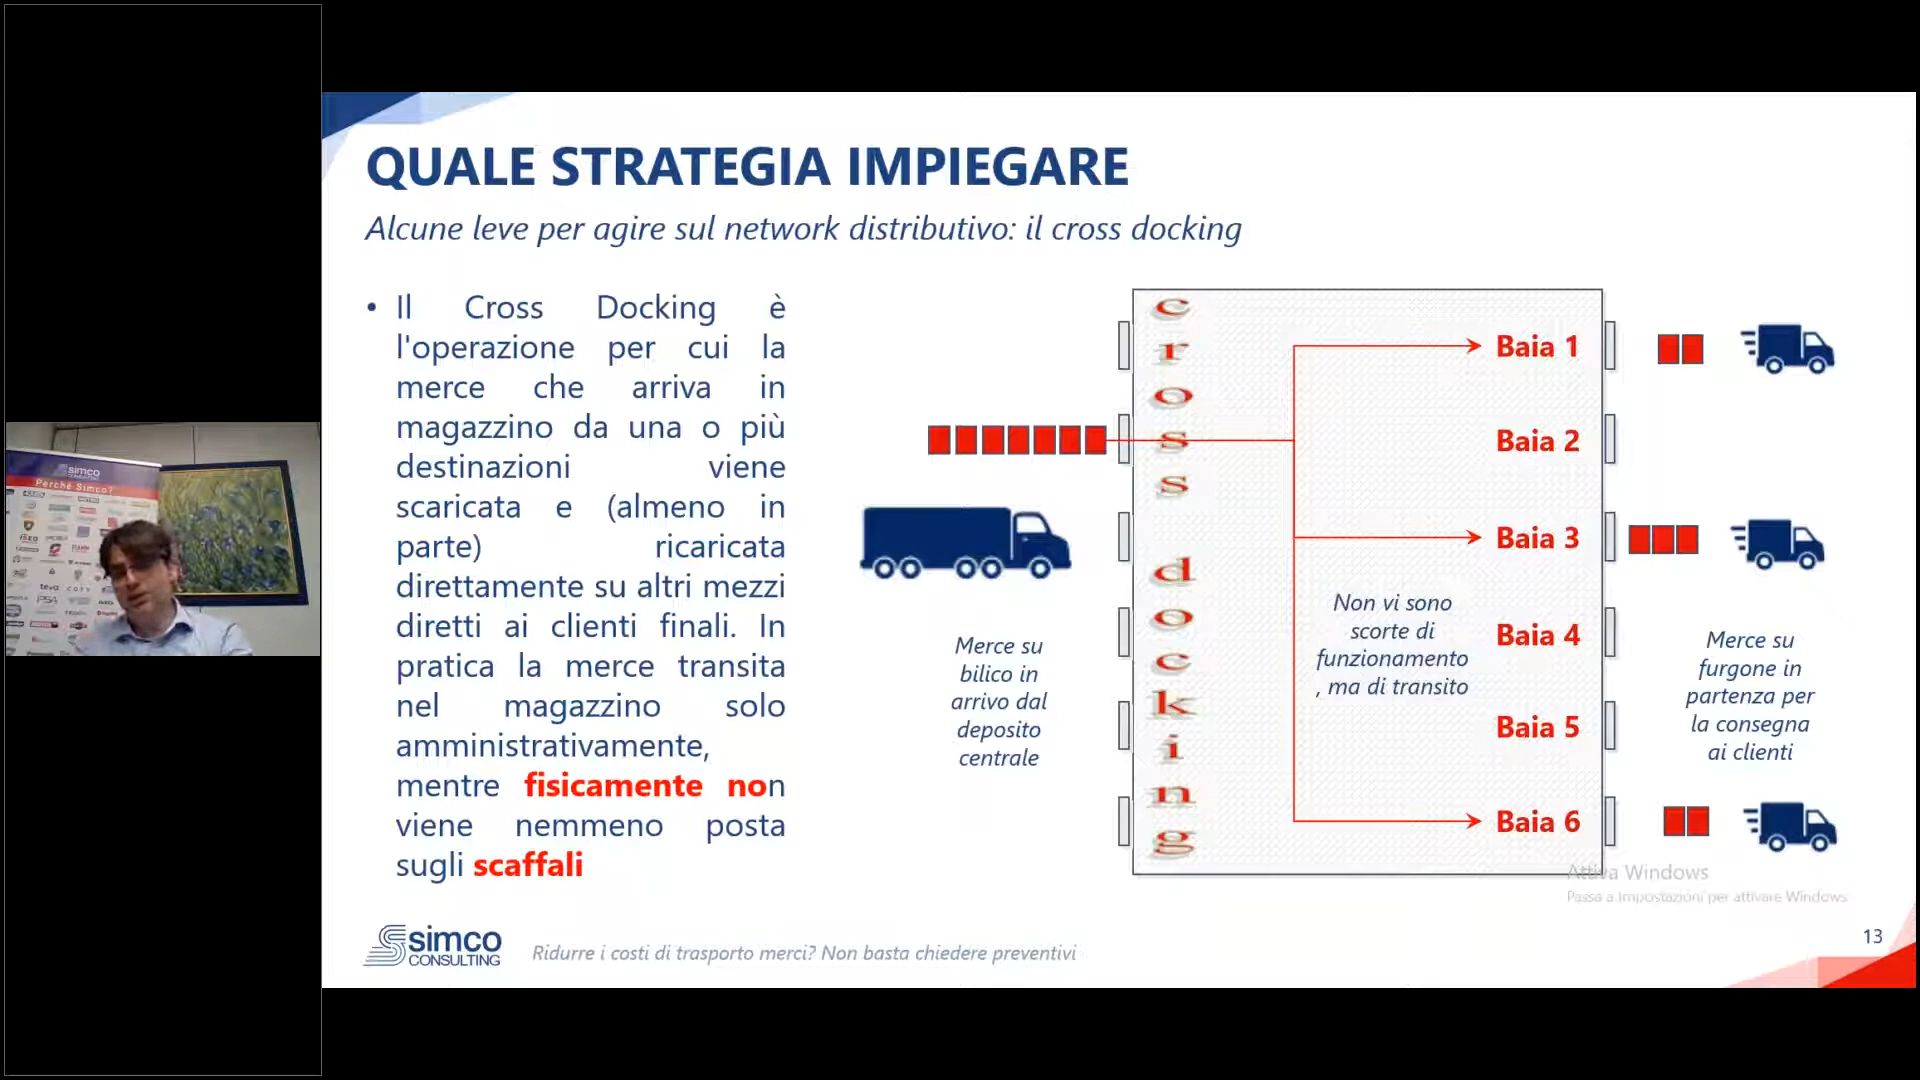 QUALE STRATEGIA IMPIEGARE
Alcune leve per agire sul network distributivo: il cross docking
• Il Cross Docking è
l'operazione per cui la
merce che arriva in
magazzino da una o più
destinazioni viene
scaricata e (almeno in
parte) ricaricata
direttamente su altri mezzi
diretti ai clienti finali. In
pratica la merce transita
nel magazzino solo
amministrativamente,
mentre fisicamente non
viene nemmeno posta
sugli scaffali
Merce su
bilico in
arrivo dal
deposito
centrale
cross docking
Non vi sono
scorte di
funzionamento
, ma di transito
Baia 1
Baia 2
Baia 3
Baia 4
Baia 5
Baia 6
Merce su
furgone in
partenza per
la consegna
ai clienti
Attiva Windows
Passa a Impostazioni per attivare Windows.
simco
CONSULTING
Ridurre i costi di trasporto merci? Non basta chiedere preventivi
13
simco
Perché Simco?
teva